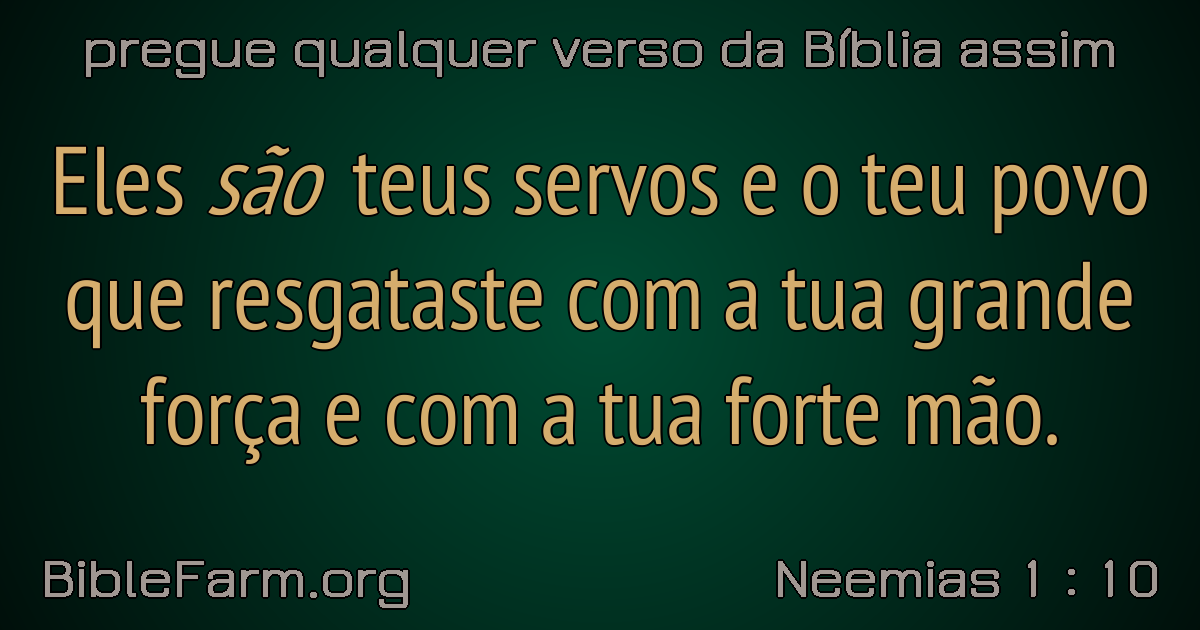 pregue qualquer verso da Bíblia assim
Eles são teus servos e o teu povo
que resgataste com a tua grande
força e com a tua forte mão.
BibleFarm.org
Neemias 1 : 10